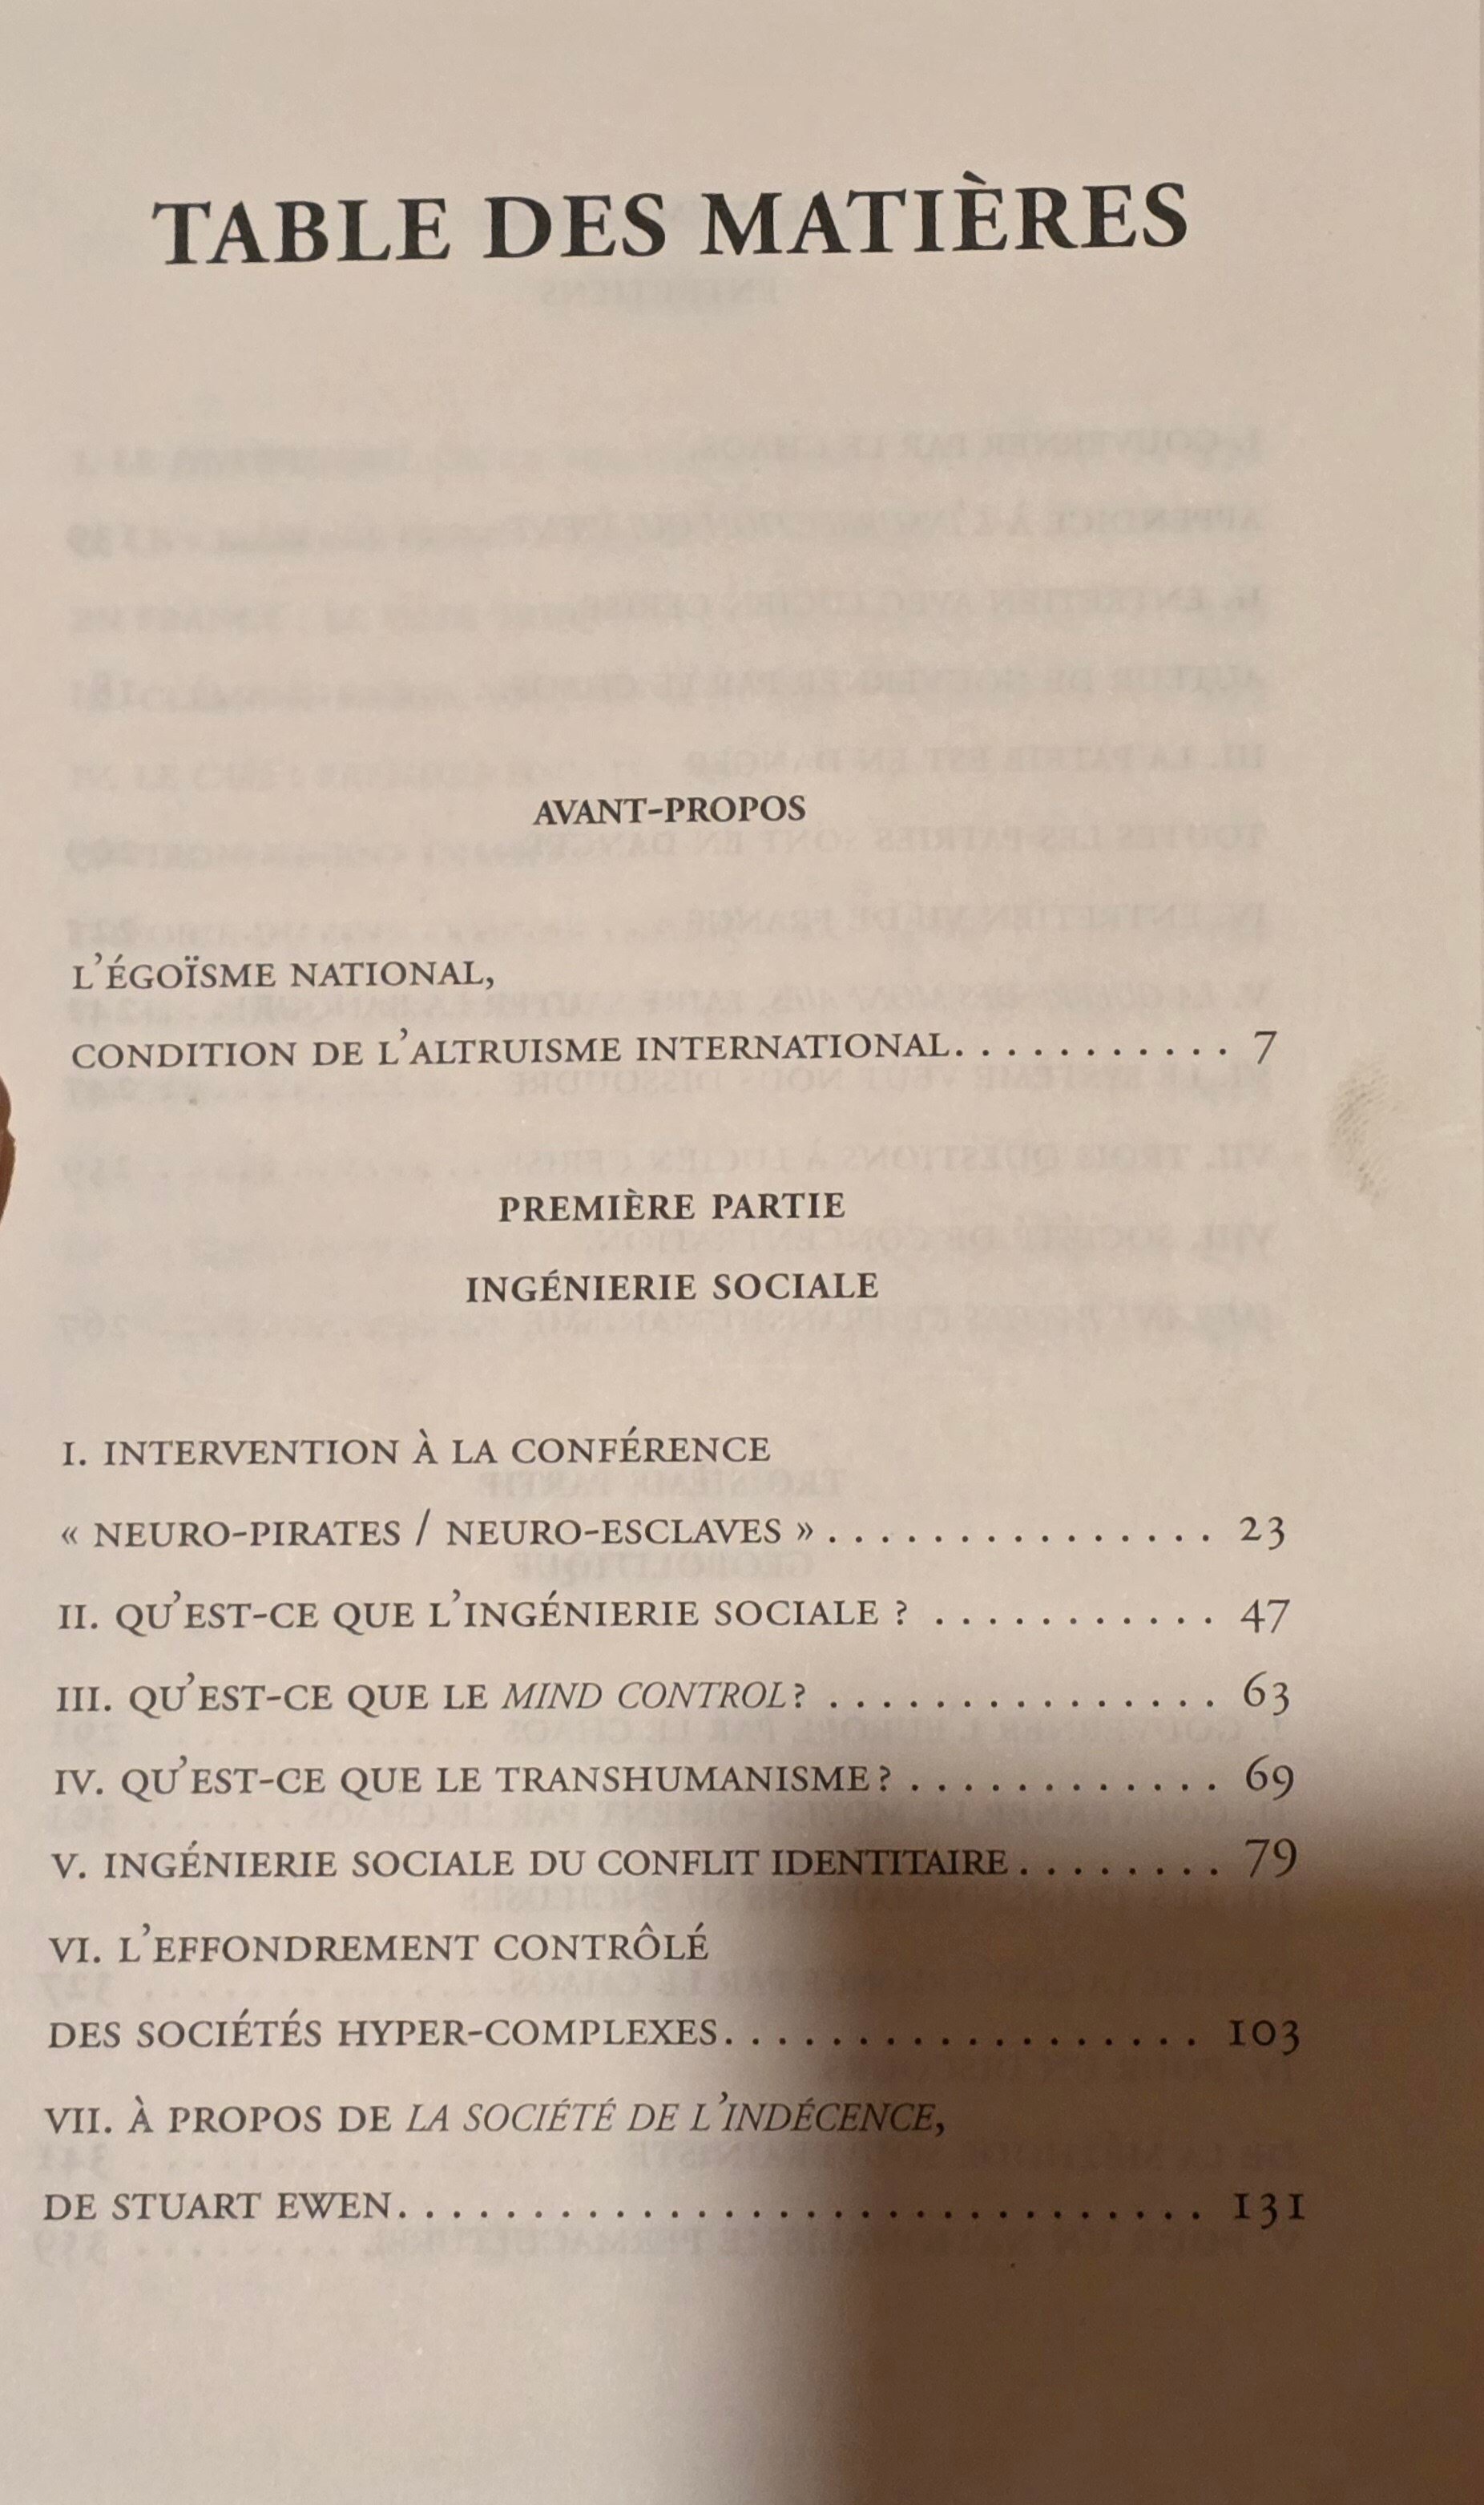 TABLE DES MATIÈRES
AVANT-PROPOS
L'ÉGOÏSME NATIONAL,
CONDITION DE L'ALTRUISME INTERNATIONAL. . . . . . . . . . . 7
PREMIÈRE PARTIE
INGÉNIERIE SOCIALE
I. INTERVENTION À LA CONFÉRENCE
« NEURO-PIRATES / NEURO-ESCLAVES » . . . . . . . . . . . . . . . 23
II. QU'EST-CE QUE L'INGÉNIERIE SOCIALE ? . . . . . . . . . . . 47
III. QU'EST-CE QUE LE MIND CONTROL ? . . . . . . . . . . . . . . . 63
IV. QU'EST-CE QUE LE TRANSHUMANISME ? . . . . . . . . . . . . 69
V. INGÉNIERIE SOCIALE DU CONFLIT IDENTITAIRE . . . . . . . . 79
VI. L'EFFONDREMENT CONTRÔLÉ
DES SOCIÉTÉS HYPER-COMPLEXES. . . . . . . . . . . . . . . . . . 103
VII. À PROPOS DE LA SOCIÉTÉ DE L'INDÉCENCE,
DE STUART EWEN. . . . . . . . . . . . . . . . . . . . . . . . . . . . . . 131